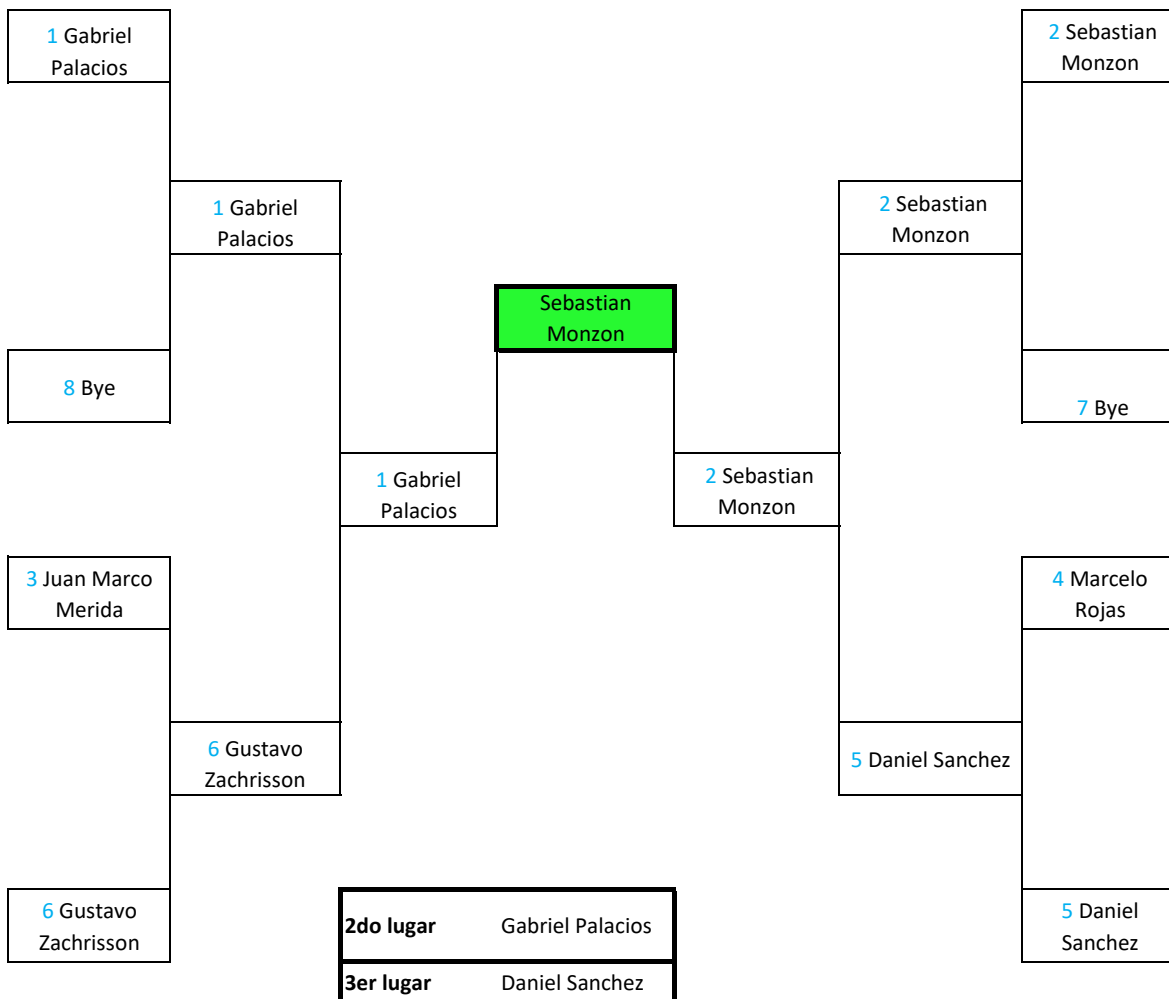 1 Gabriel
Palacios
2 Sebastian
Monzon
1 Gabriel
Palacios
2 Sebastian
Monzon
Sebastian
Monzon
8 Bye
7 Bye
1 Gabriel
Palacios
2 Sebastian
Monzon
3 Juan Marco
Merida
4 Marcelo
Rojas
6 Gustavo
Zachrisson
5 Daniel Sanchez
6 Gustavo
Zachrisson
5 Daniel
Sanchez
2do lugar Gabriel Palacios
3er lugar Daniel Sanchez